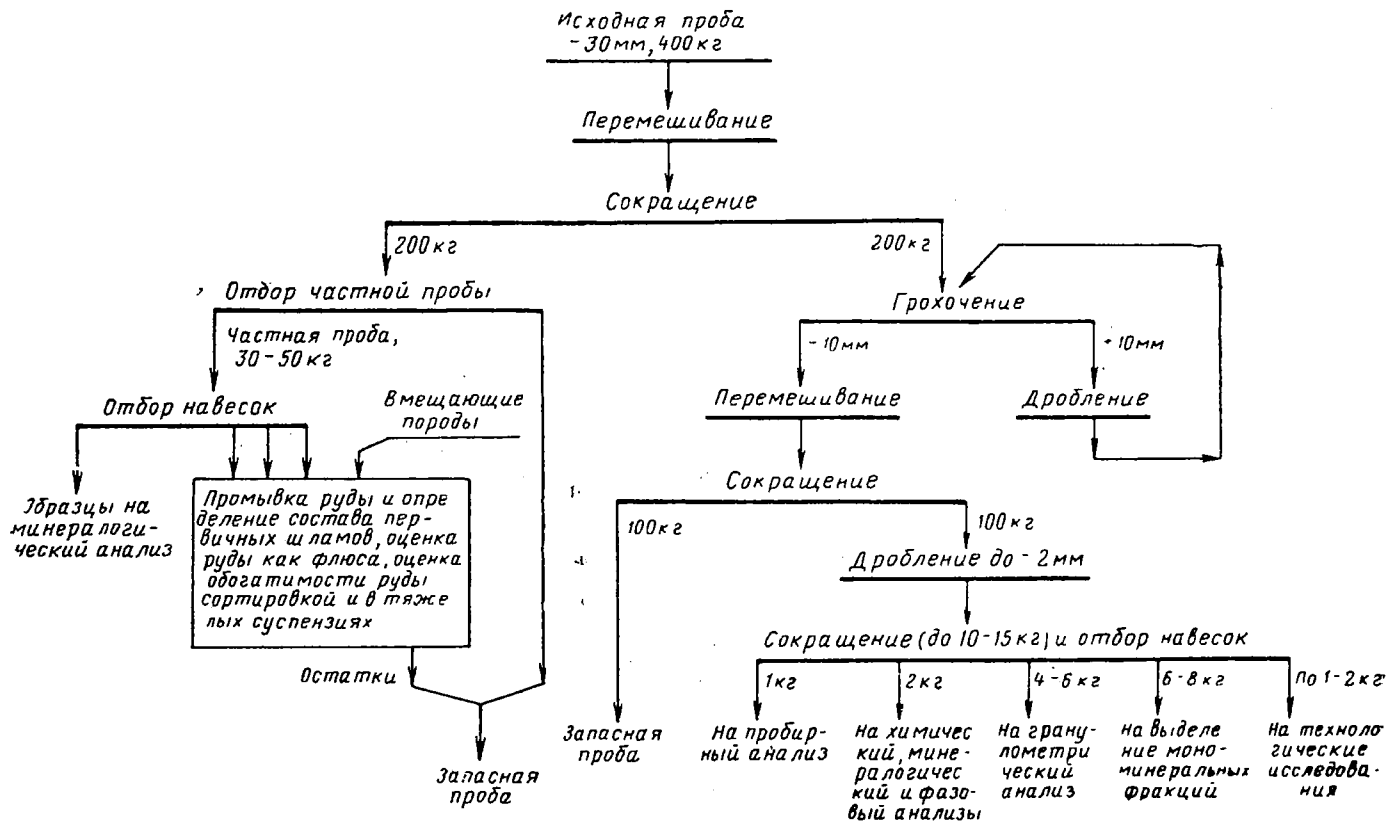 Исходная проба
-30мм, 400кг
Перемешивание
Сокращение
200кг
200кг
Отбор частной пробы
Грохочение
Частная проба,
30-50кг
-10мм
+10мм
Отбор навесок
Вмещающие
породы
Перемешивание
Дробление
Образцы на
минералоги-
ческий анализ
Промывка руды и опре
деление состава пер-
вичных шламов, оценка
руды как флюса, оценка
обогатимости руды
сортировкой и в тяже
лых суспензиях
Сокращение
100кг
100кг
Дробление до -2мм
Сокращение (до 10-15кг) и отбор навесок
Остатки
1кг
2кг
4-6кг
6-8кг
По 1-2кг
Запасная
проба
Запасная
проба
На пробир-
ный анализ
На химичес
кий, мине-
ралогичес
кий и фазо-
вый анализы
На грану
лометри
ческий
анализ
На выделе
ние моно-
минеральных
фракций
На техноло
гические
исследова-
ния